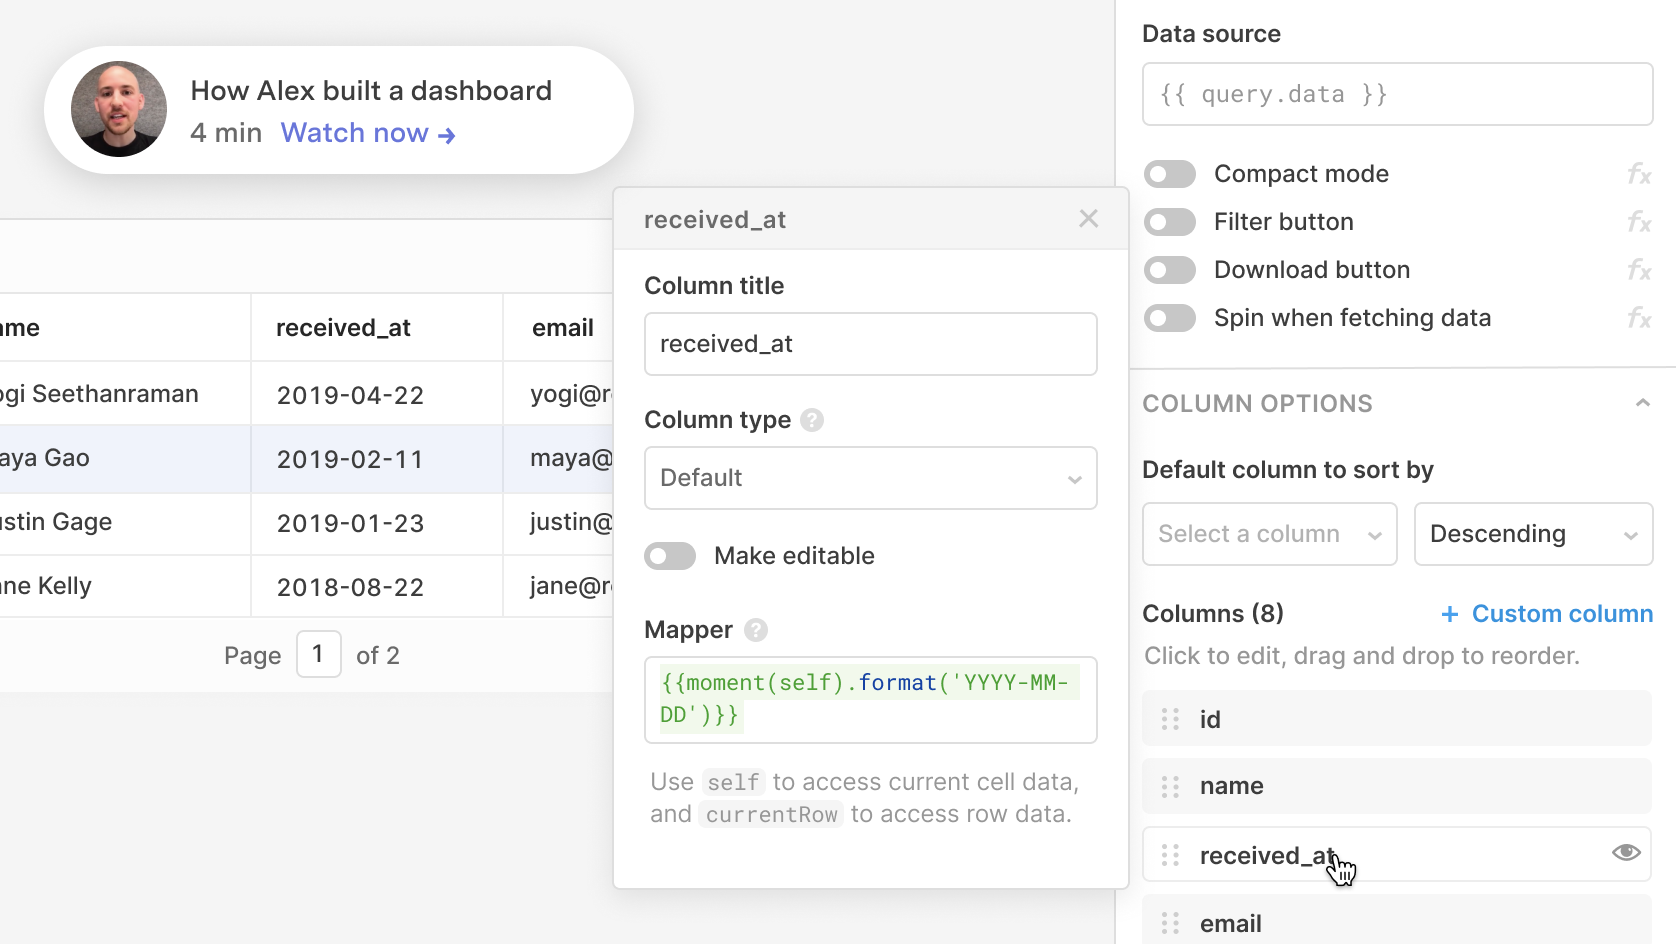 How Alex built a dashboard
4 min Watch now →
ame received_at email
ogi Seethanraman 2019-04-22 yogi@r
aya Gao 2019-02-11 maya@
ustin Gage 2019-01-23 justin@
ane Kelly 2018-08-22 jane@r
Page 1 of 2
received_at
Column title
received_at
Column type ?
Default
Make editable
Mapper ?
{{moment(self).format('YYYY-MM-
DD')}}
Use self to access current cell data,
and currentRow to access row data.
Data source
{{ query.data }}
Compact mode fx
Filter button fx
Download button fx
Spin when fetching data fx
COLUMN OPTIONS
Default column to sort by
Select a column Descending
Columns (8) + Custom column
Click to edit, drag and drop to reorder.
id
name
received_at
email